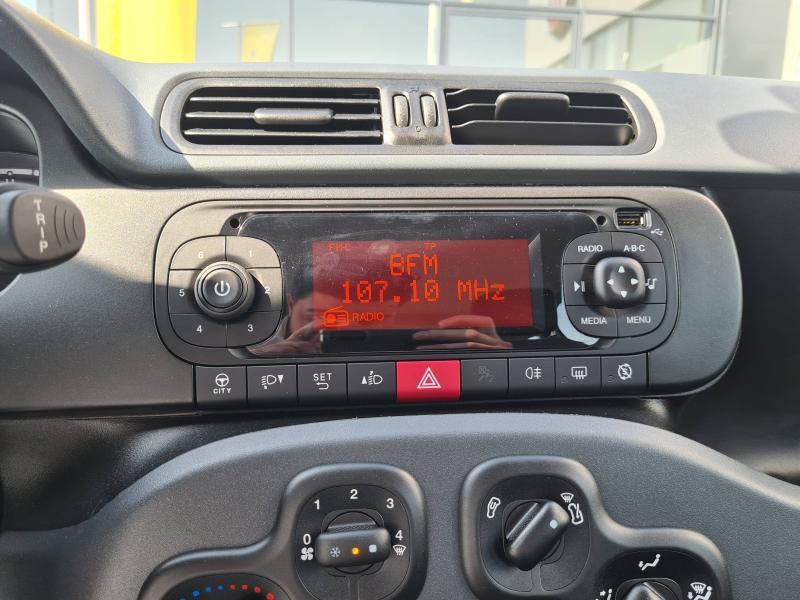 TRIP
FM-C TP
BFM
107.10 MHz
RADIO
6 1
5 2
4 3
RADIO A·B·C
MEDIA MENU
CITY
SET
0 1 2 3 4